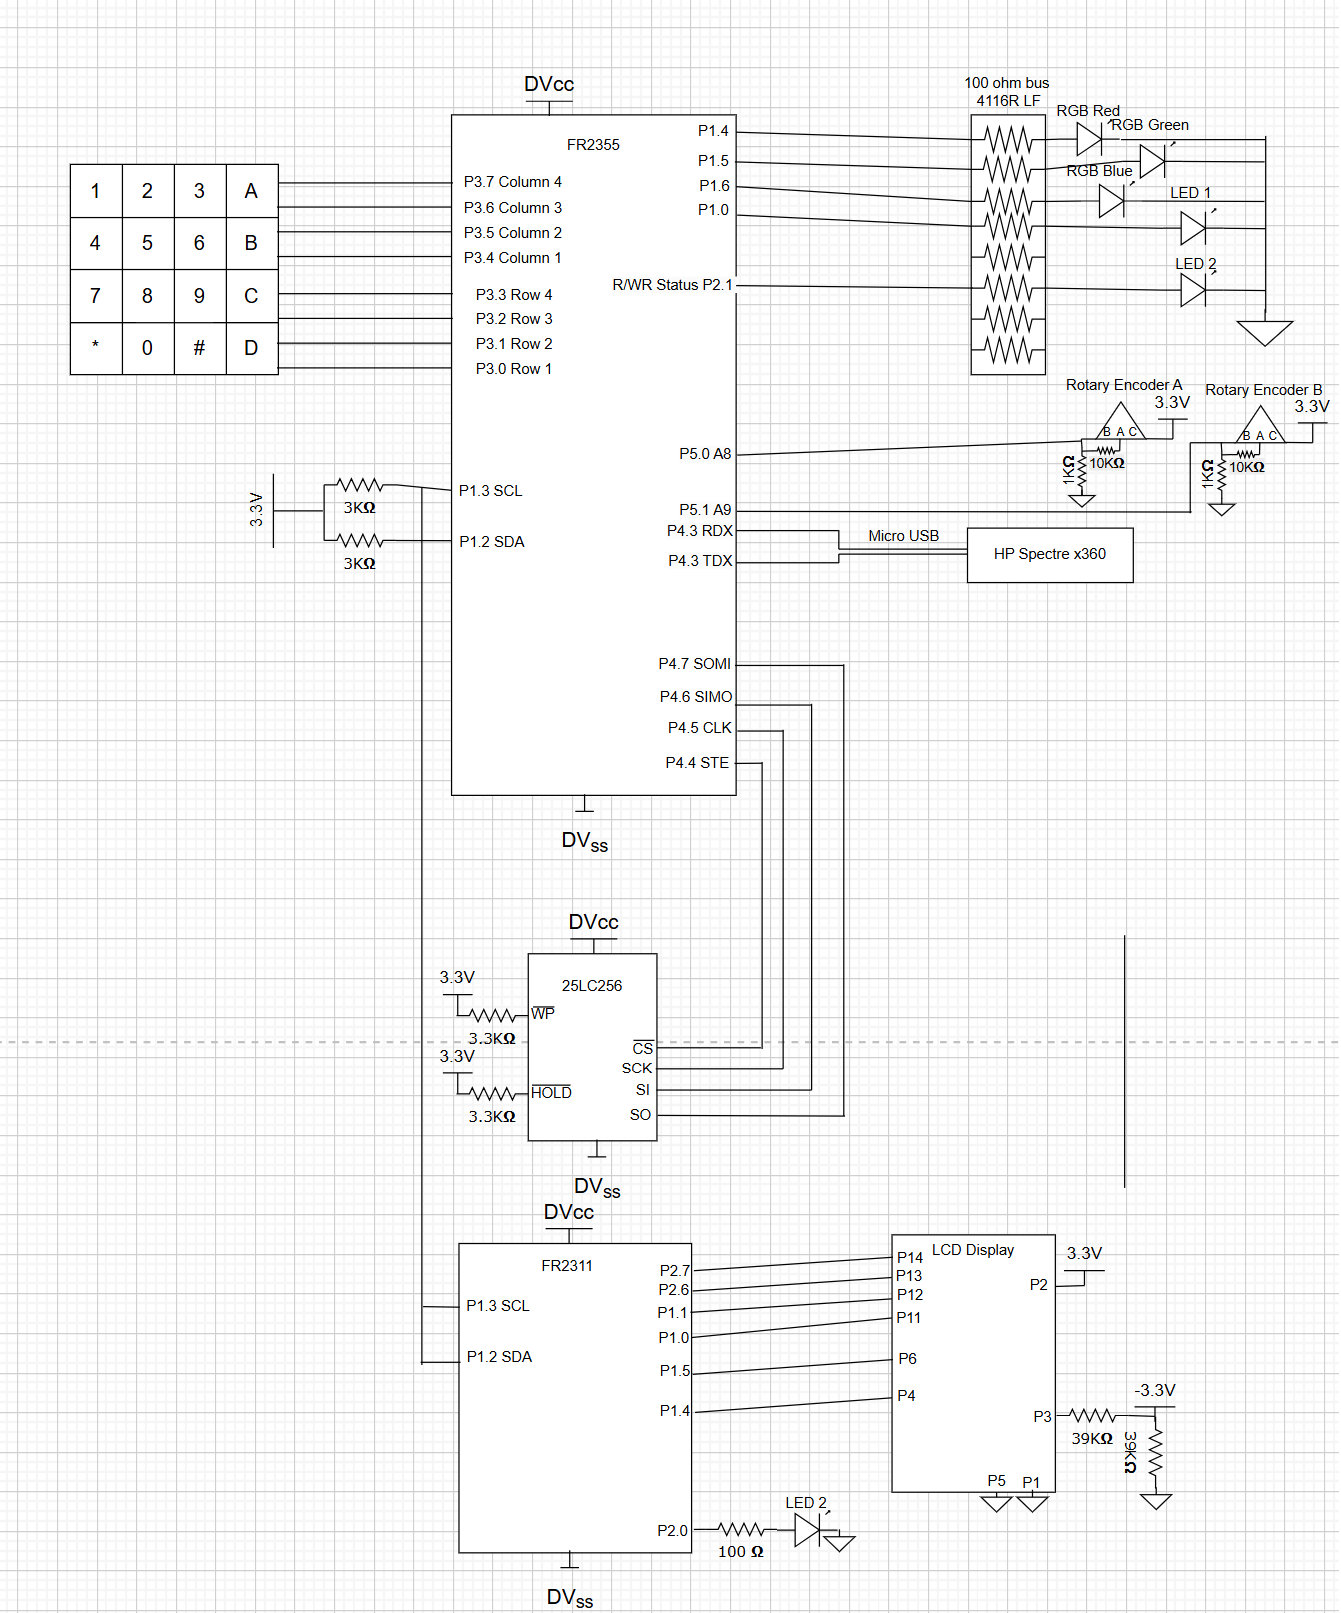 DVcc
FR2355
100 ohm bus
4116R LF
RGB Red
RGB Green
RGB Blue
LED 1
LED 2
P1.4
P1.5
P1.6
P1.0
R/WR Status P2.1
1 2 3 A
4 5 6 B
7 8 9 C
* 0 # D
P3.7 Column 4
P3.6 Column 3
P3.5 Column 2
P3.4 Column 1
P3.3 Row 4
P3.2 Row 3
P3.1 Row 2
P3.0 Row 1
Rotary Encoder A
3.3V
B A C
10KΩ
1KΩ
Rotary Encoder B
3.3V
B A C
10KΩ
1KΩ
P5.0 A8
P5.1 A9
P4.3 RDX
P4.3 TDX
Micro USB
HP Spectre x360
3.3V
3KΩ
3KΩ
P1.3 SCL
P1.2 SDA
P4.7 SOMI
P4.6 SIMO
P4.5 CLK
P4.4 STE
DVss
DVcc
25LC256
3.3V
3.3KΩ
WP
3.3V
3.3KΩ
HOLD
CS
SCK
SI
SO
DVss
DVcc
FR2311
P1.3 SCL
P1.2 SDA
P2.7
P2.6
P1.1
P1.0
P1.5
P1.4
P2.0
LCD Display
P14
P13
P12
P11
P6
P4
P2
3.3V
P3
-3.3V
39KΩ
39KΩ
P5
P1
LED 2
100 Ω
DVss